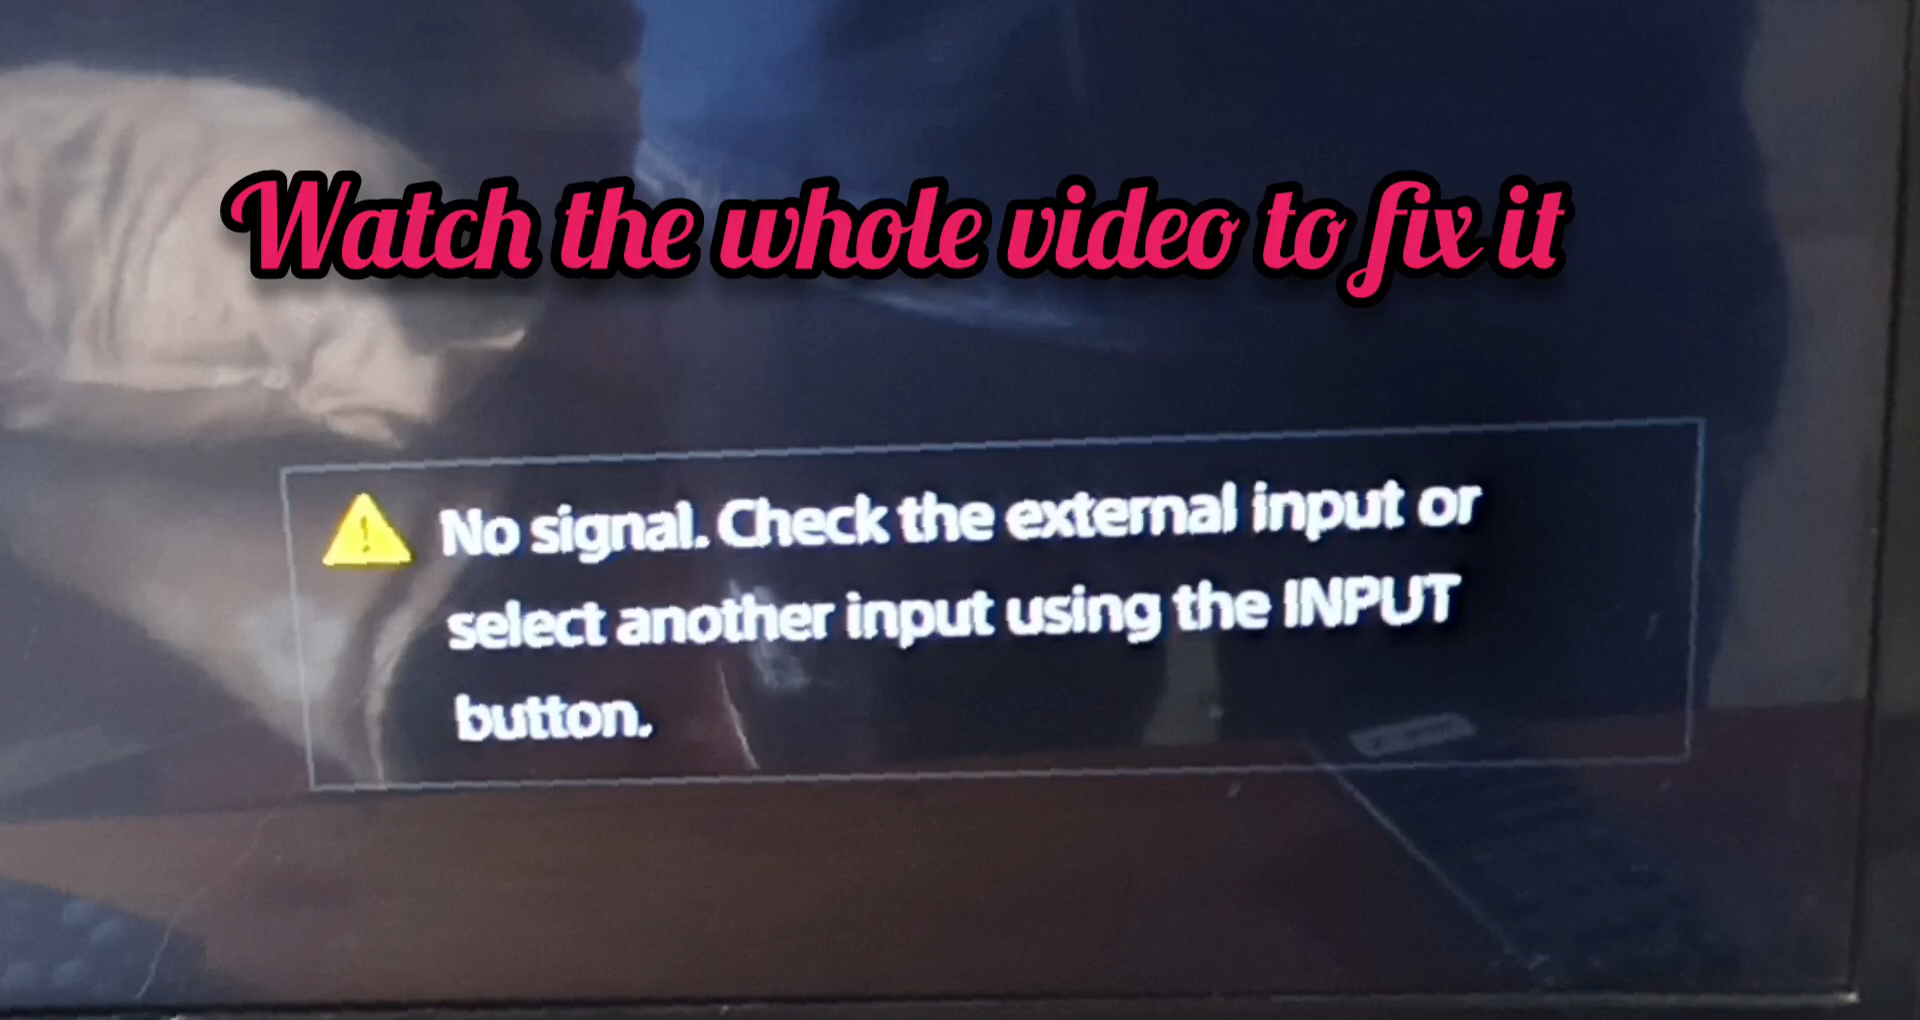 Watch the whole video to fix it
No signal. Check the external input or
select another input using the INPUT
button.